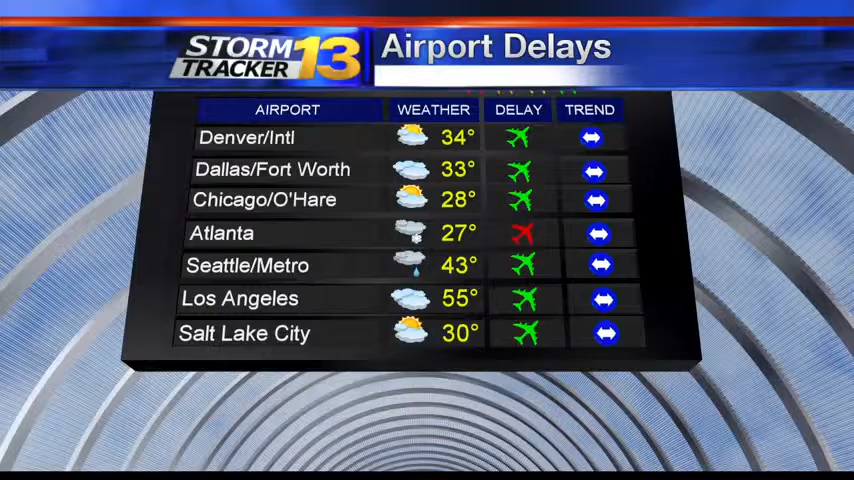 STORM TRACKER 13
Airport Delays
AIRPORT WEATHER DELAY TREND
Denver/Intl 34°
Dallas/Fort Worth 33°
Chicago/O'Hare 28°
Atlanta 27°
Seattle/Metro 43°
Los Angeles 55°
Salt Lake City 30°